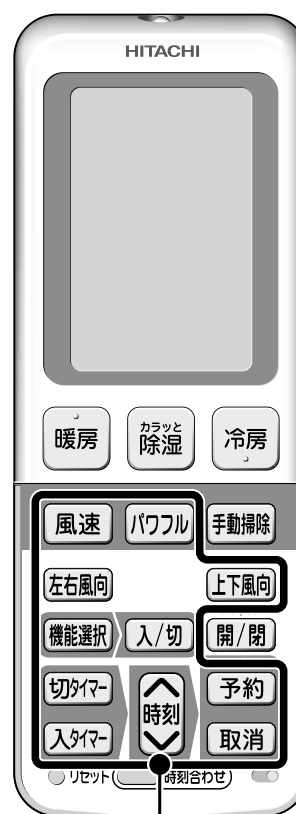 HITACHI
暖房
カラッと
除湿
冷房
風速
パワフル
手動掃除
左右風向
上下風向
機能選択
入/切
開/閉
切タイマー
時刻
予約
入タイマー
取消
リセット
時刻合わせ